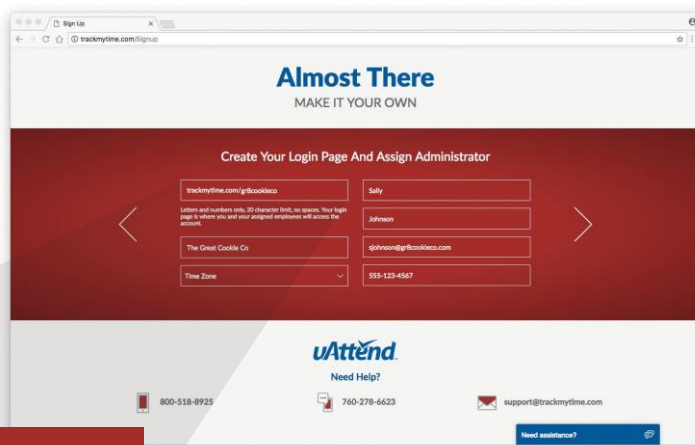 Sign Up
trackmytime.com/Signup
Almost There
MAKE IT YOUR OWN
Create Your Login Page And Assign Administrator
trackmytime.com/gr8cookieco
Sally
Letters and numbers only, 20 character limit, no spaces. Your login
page is where you and your assigned employees will access the
account.
Johnson
The Great Cookie Co
sjohnson@gr8cookieco.com
Time Zone
555-123-4567
uAttend
Need Help?
800-518-8925
760-278-6623
support@trackmytime.com
Need assistance?